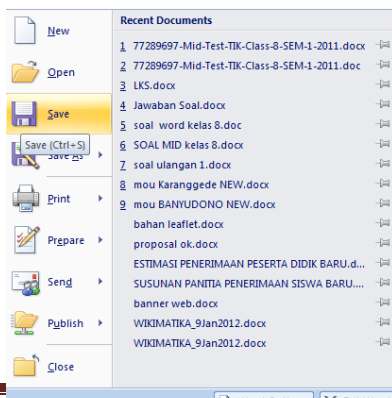 New
Open
Save
Save (Ctrl+S)
Save As
Print
Prepare
Send
Publish
Close
Recent Documents
1 77289697-Mid-Test-TIK-Class-8-SEM-1-2011.docx
2 77289697-Mid-Test-TIK-Class-8-SEM-1-2011.doc
3 LKS.docx
4 Jawaban Soal.docx
5 soal word kelas 8.doc
6 SOAL MID kelas 8.docx
7 soal ulangan 1.docx
8 mou Karanggede NEW.docx
9 mou BANYUDONO NEW.docx
bahan leaflet.docx
proposal ok.docx
ESTIMASI PENERIMAAN PESERTA DIDIK BARU.d...
SUSUNAN PANITIA PENERIMAAN SISWA BARU....
banner web.docx
WIKIMATIKA_9Jan2012.docx
WIKIMATIKA_9Jan2012.docx